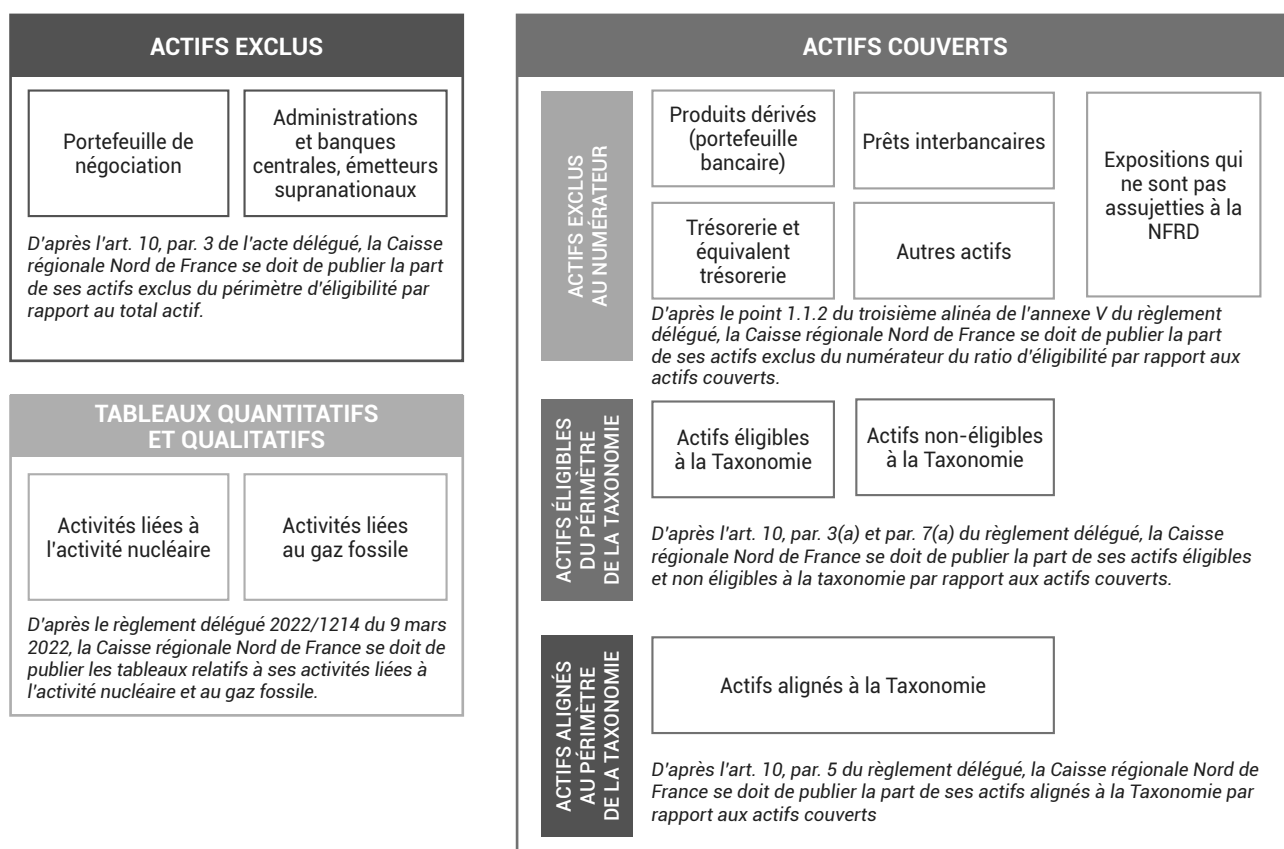 ACTIFS EXCLUS
Portefeuille de
négociation
Administrations
et banques
centrales, émetteurs
supranationaux
D'après l'art. 10, par. 3 de l'acte délégué, la Caisse
régionale Nord de France se doit de publier la part
de ses actifs exclus du périmètre d'éligibilité par
rapport au total actif.
TABLEAUX QUANTITATIFS
ET QUALITATIFS
Activités liées à
l'activité nucléaire
Activités liées
au gaz fossile
D'après le règlement délégué 2022/1214 du 9 mars
2022, la Caisse régionale Nord de France se doit de
publier les tableaux relatifs à ses activités liées à
l'activité nucléaire et au gaz fossile.
ACTIFS COUVERTS
ACTIFS EXCLUS
AU NUMÉRATEUR
Produits dérivés
(portefeuille
bancaire)
Prêts interbancaires
Expositions qui
ne sont pas
assujetties à la
NFRD
Trésorerie et
équivalent
trésorerie
Autres actifs
D'après le point 1.1.2 du troisième alinéa de l'annexe V du règlement
délégué, la Caisse régionale Nord de France se doit de publier la part
de ses actifs exclus du numérateur du ratio d'éligibilité par rapport aux
actifs couverts.
ACTIFS ÉLIGIBLES
DU PÉRIMÈTRE
DE LA TAXONOMIE
Actifs éligibles
à la Taxonomie
Actifs non-éligibles
à la Taxonomie
D'après l'art. 10, par. 3(a) et par. 7(a) du règlement délégué, la Caisse
régionale Nord de France se doit de publier la part de ses actifs éligibles
et non éligibles à la taxonomie par rapport aux actifs couverts.
ACTIFS ALIGNÉS
AU PÉRIMÈTRE
DE LA TAXONOMIE
Actifs alignés à la Taxonomie
D'après l'art. 10, par. 5 du règlement délégué, la Caisse régionale Nord de
France se doit de publier la part de ses actifs alignés à la Taxonomie par
rapport aux actifs couverts